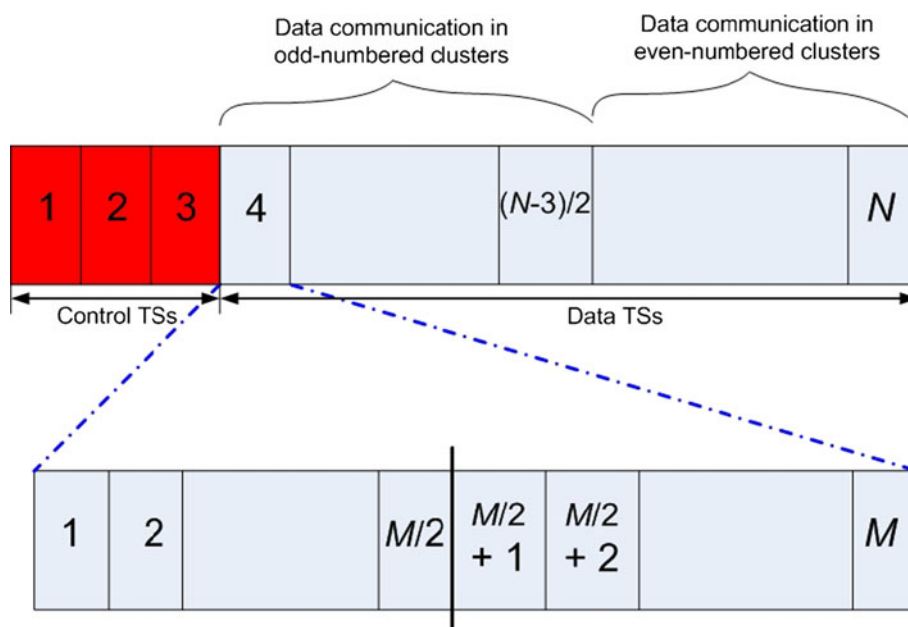 Data communication in
odd-numbered clusters
Data communication in
even-numbered clusters
1 2 3 4 (N-3)/2 N
Control TSs Data TSs
1 2 M/2 M/2 + 1 M/2 + 2 M